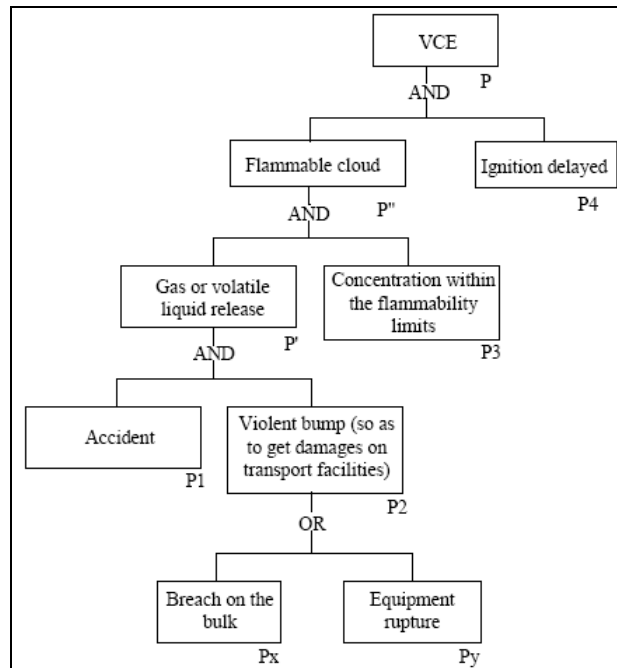 VCE
P
AND
Flammable cloud
Ignition delayed
P"
P4
AND
Gas or volatile
liquid release
Concentration within
the flammability
limits
P'
P3
AND
Accident
Violent bump (so as
to get damages on
transport facilities)
P1
P2
OR
Breach on the
bulk
Equipment
rupture
Px
Py